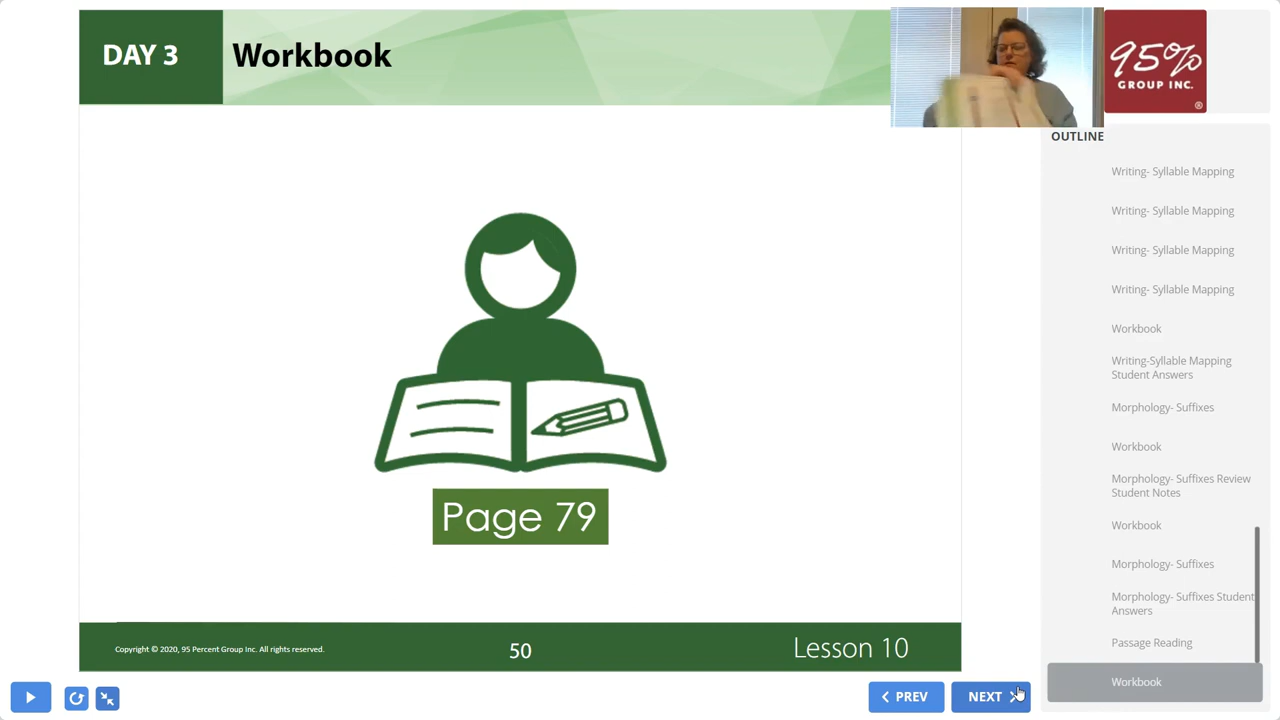 DAY 3
Workbook
95%
GROUP INC.
®
OUTLINE
Writing- Syllable Mapping
Writing- Syllable Mapping
Writing- Syllable Mapping
Writing- Syllable Mapping
Workbook
Writing-Syllable Mapping
Student Answers
Morphology- Suffixes
Workbook
Morphology- Suffixes Review
Student Notes
Workbook
Morphology- Suffixes
Morphology- Suffixes Student
Answers
Passage Reading
Workbook
Page 79
Copyright © 2020, 95 Percent Group Inc. All rights reserved.
50
Lesson 10
PREV
NEXT